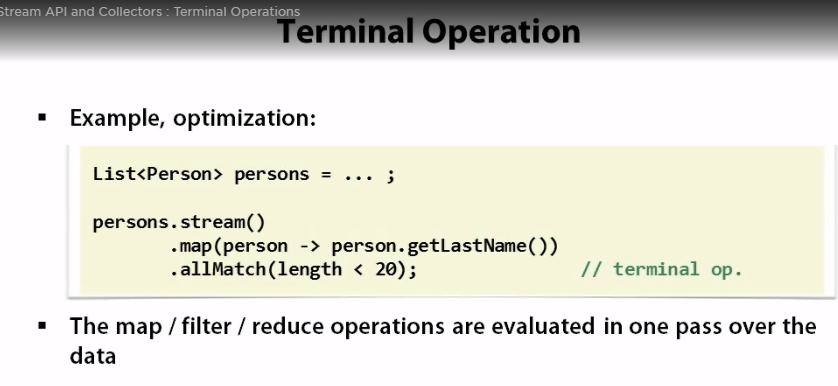 Stream API and Collectors : Terminal Operations
Terminal Operation
▪ Example, optimization:
List<Person> persons = ... ;
persons.stream()
.map(person -> person.getLastName())
.allMatch(length < 20); // terminal op.
▪ The map / filter / reduce operations are evaluated in one pass over the
data